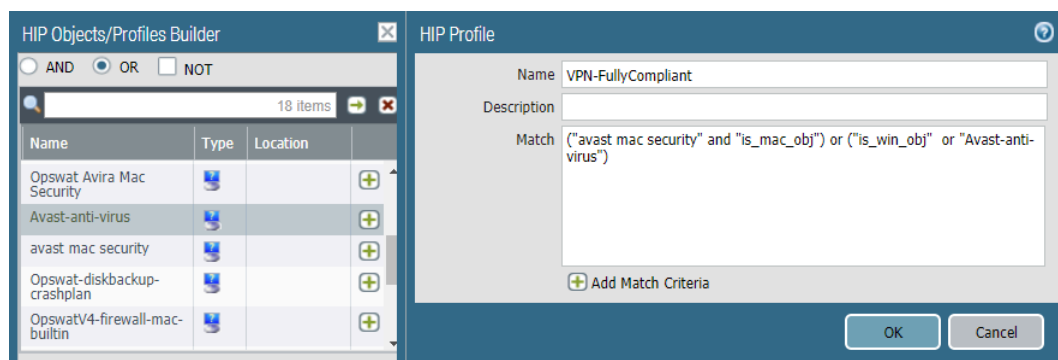 HIP Objects/Profiles Builder
AND OR NOT
18 items
Name Type Location
Opswat Avira Mac
Security
Avast-anti-virus
avast mac security
Opswat-diskbackup-
crashplan
OpswatV4-firewall-mac-
builtin
HIP Profile
Name VPN-FullyCompliant
Description
Match ("avast mac security" and "is_mac_obj") or ("is_win_obj" or "Avast-anti-
virus")
Add Match Criteria
OK Cancel